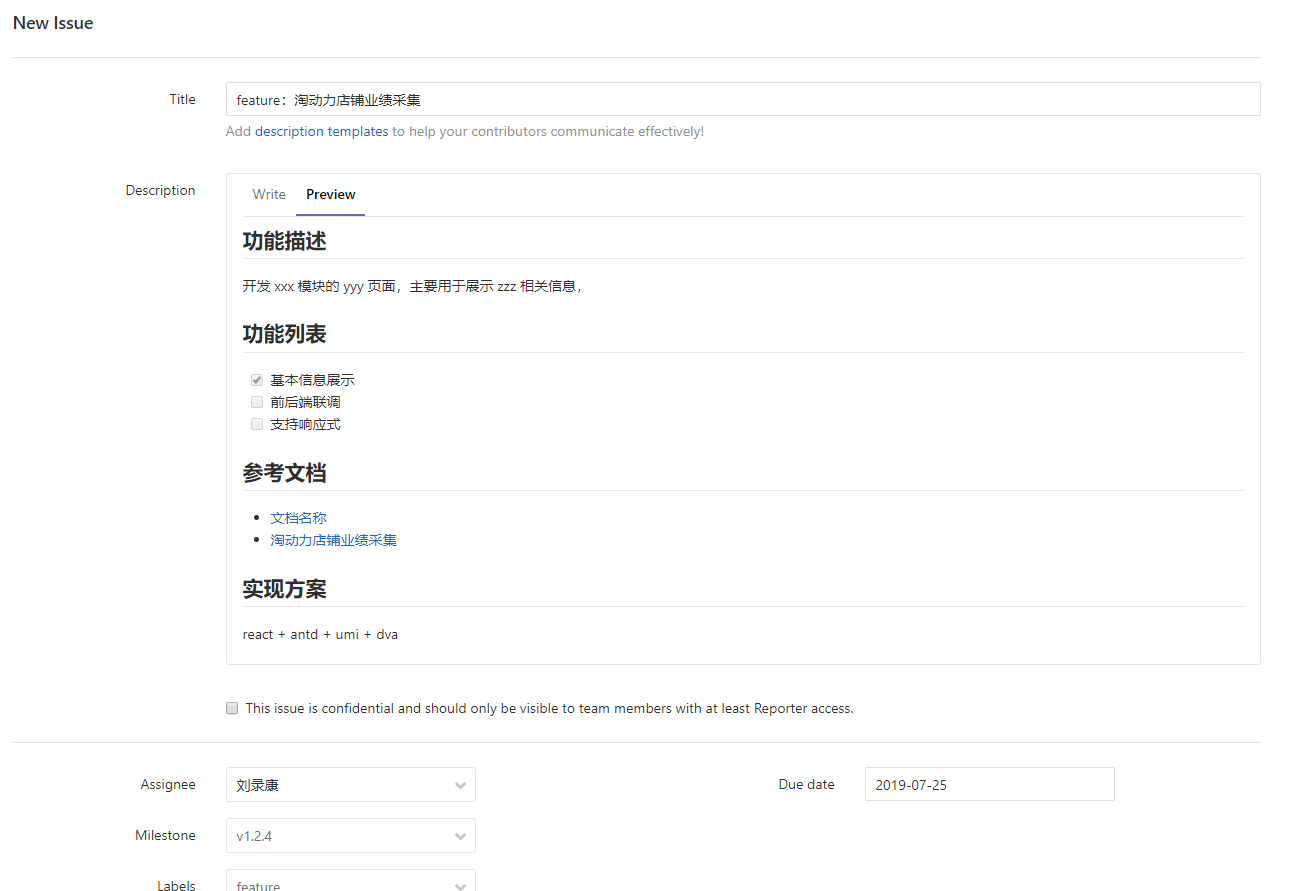 New Issue
Title
feature：淘动力店铺业绩采集
Add description templates to help your contributors communicate effectively!
Description
Write Preview
功能描述
开发 xxx 模块的 yyy 页面，主要用于展示 zzz 相关信息，
功能列表
基本信息展示
前后端联调
支持响应式
参考文档
文档名称
淘动力店铺业绩采集
实现方案
react + antd + umi + dva
This issue is confidential and should only be visible to team members with at least Reporter access.
Assignee 刘录康 Due date 2019-07-25
Milestone v1.2.4
Labels feature